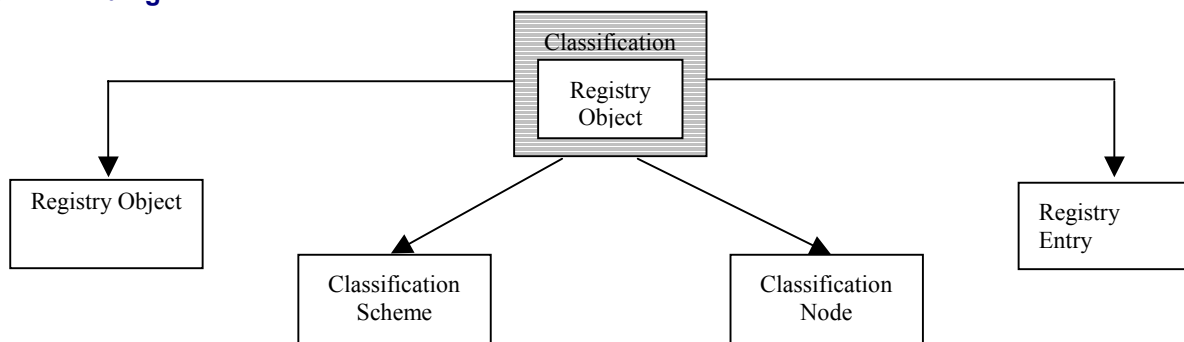 Classification
Registry
Object
Registry Object
Registry
Entry
Classification
Scheme
Classification
Node